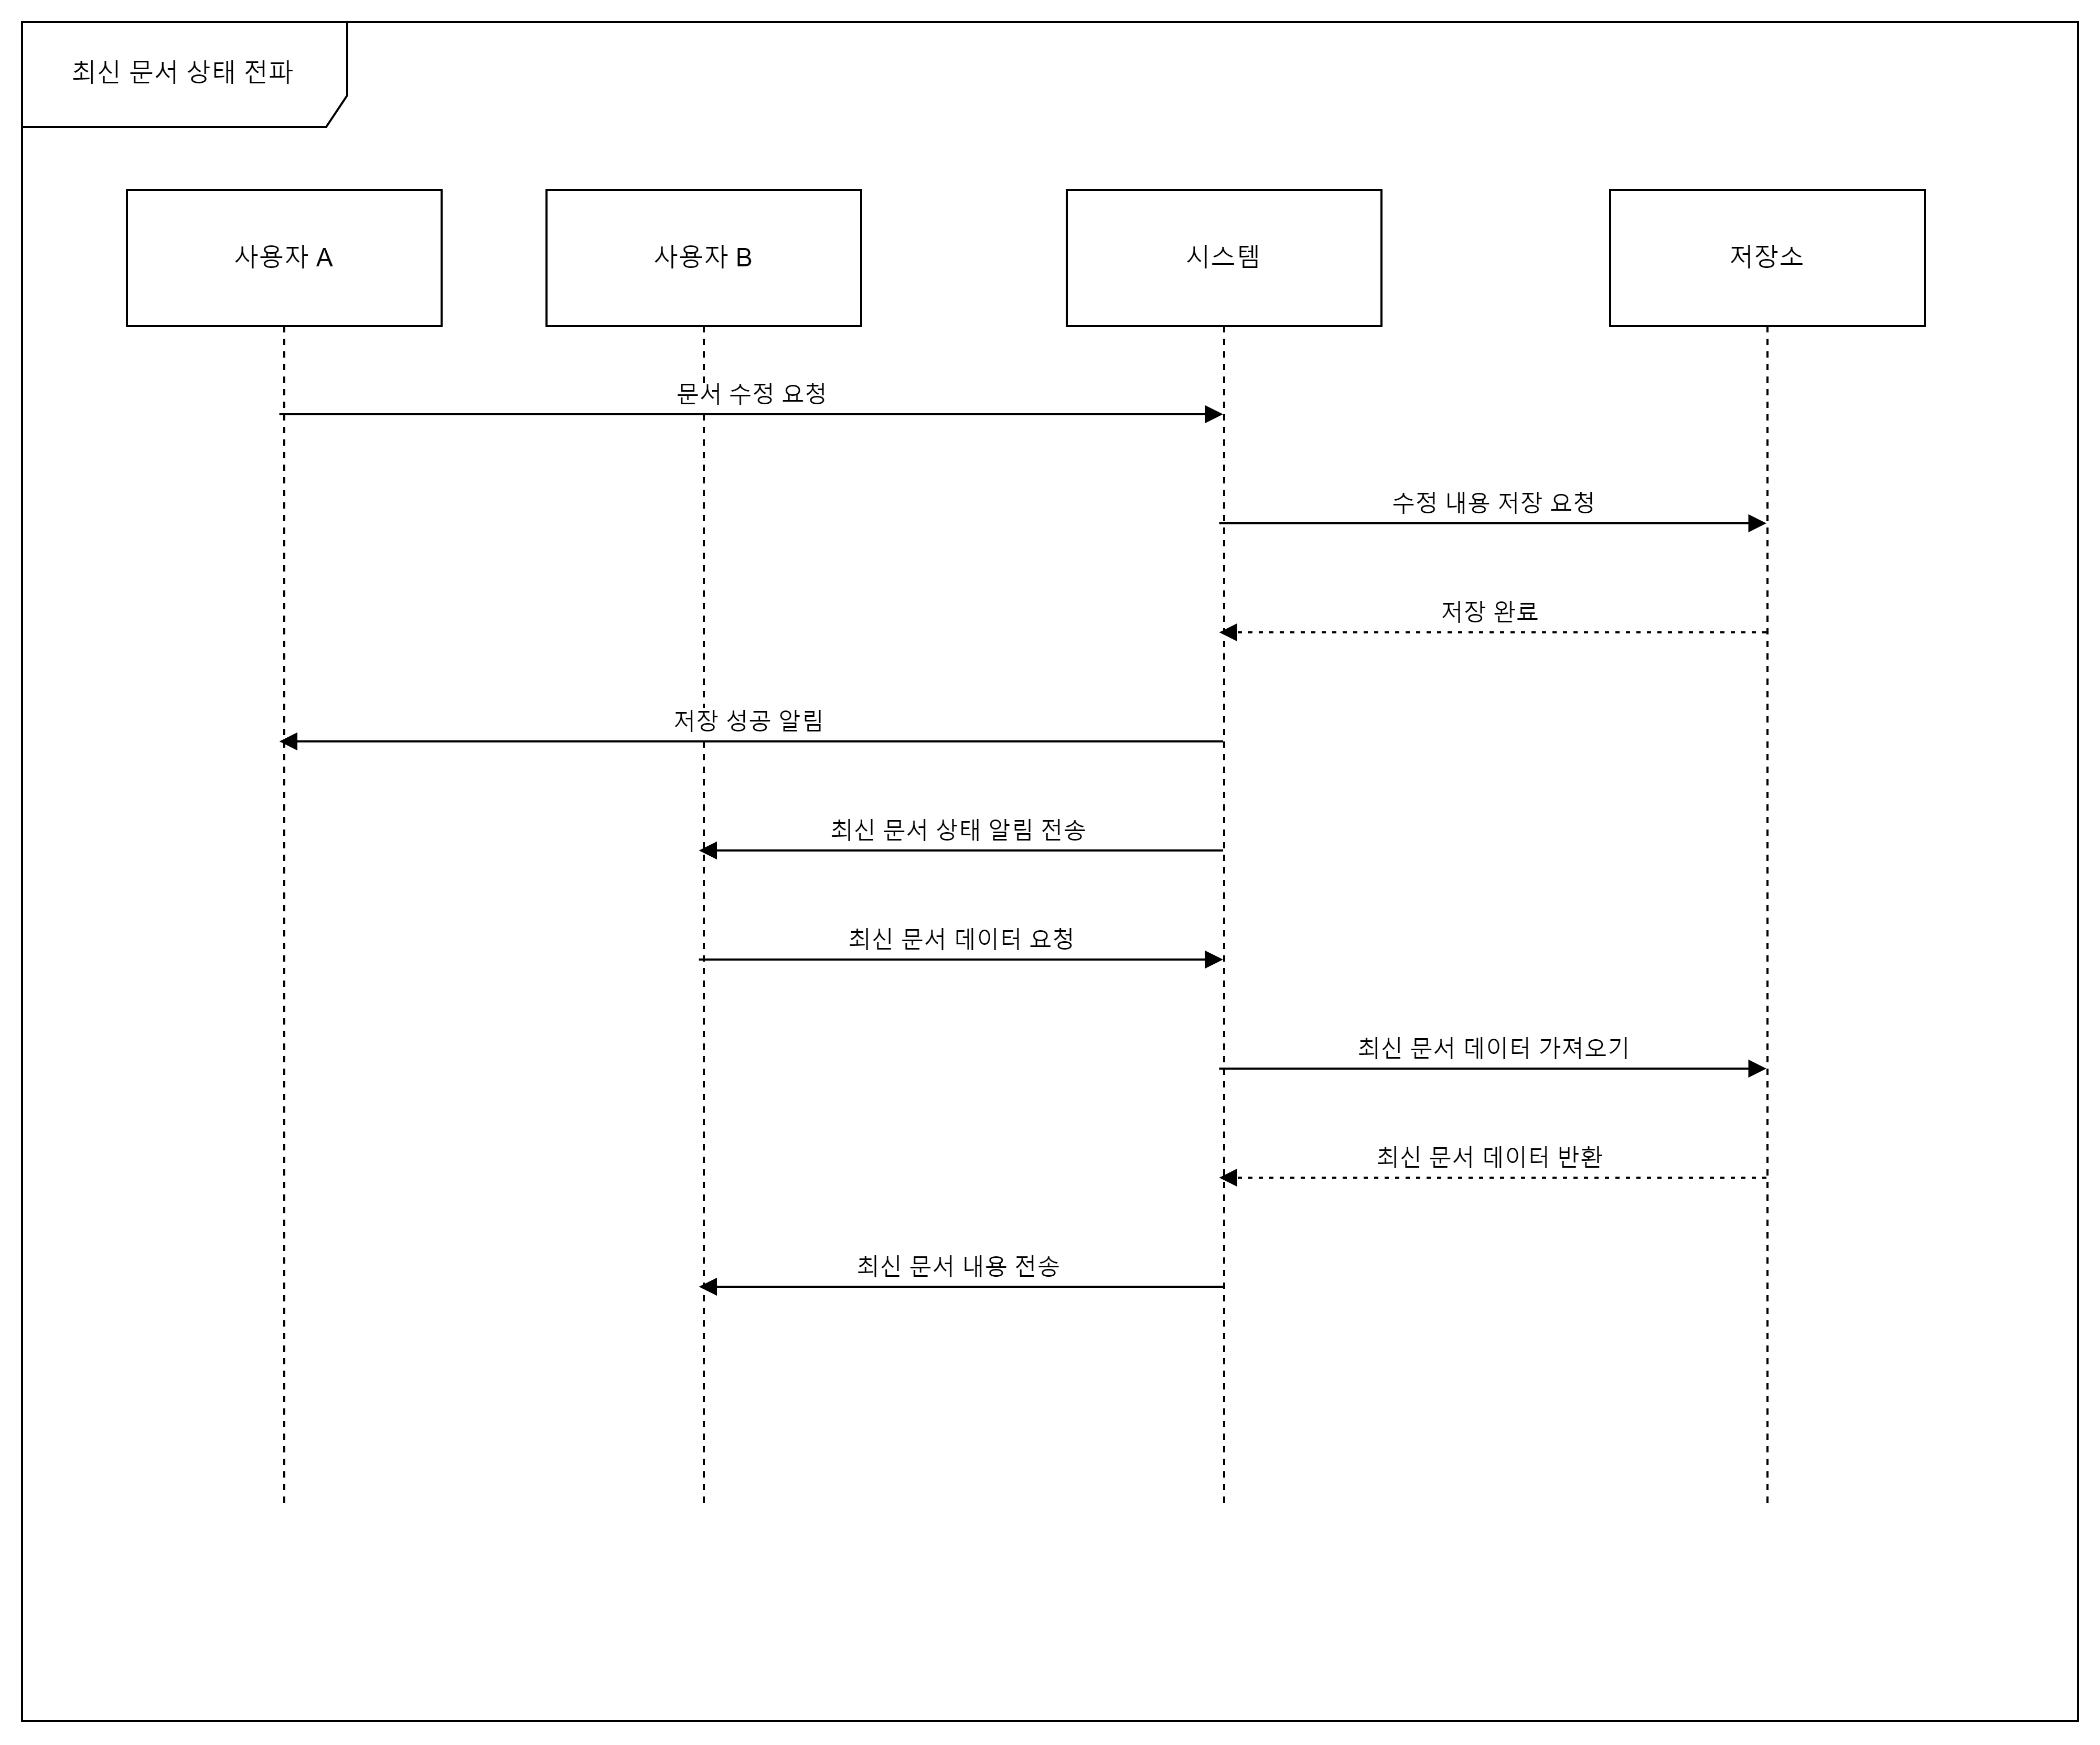 최신 문서 상태 전파
사용자 A
사용자 B
시스템
저장소
문서 수정 요청
수정 내용 저장 요청
저장 완료
저장 성공 알림
최신 문서 상태 알림 전송
최신 문서 데이터 요청
최신 문서 데이터 가져오기
최신 문서 데이터 반환
최신 문서 내용 전송